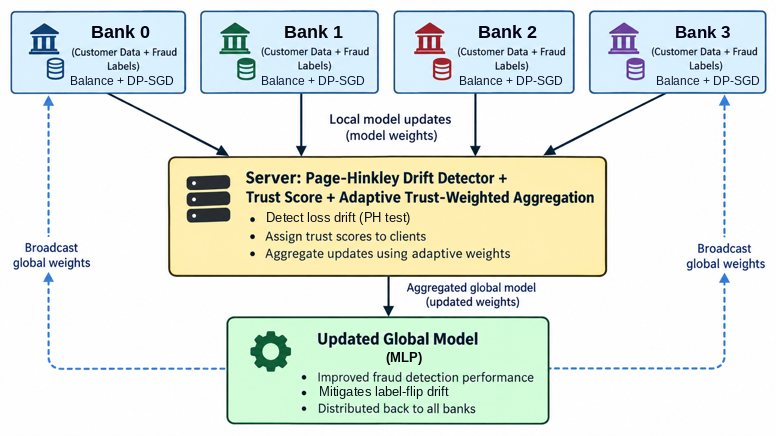 Bank 0
(Customer Data + Fraud
Labels)
Balance + DP-SGD
Bank 1
(Customer Data + Fraud
Labels)
Balance + DP-SGD
Bank 2
(Customer Data + Fraud
Labels)
Balance + DP-SGD
Bank 3
(Customer Data + Fraud
Labels)
Balance + DP-SGD
Local model updates
(model weights)
Server: Page-Hinkley Drift Detector +
Trust Score + Adaptive Trust-Weighted Aggregation
• Detect loss drift (PH test)
• Assign trust scores to clients
• Aggregate updates using adaptive weights
Broadcast
global weights
Broadcast
global weights
Aggregated global model
(updated weights)
Updated Global Model
(MLP)
• Improved fraud detection performance
• Mitigates label-flip drift
• Distributed back to all banks